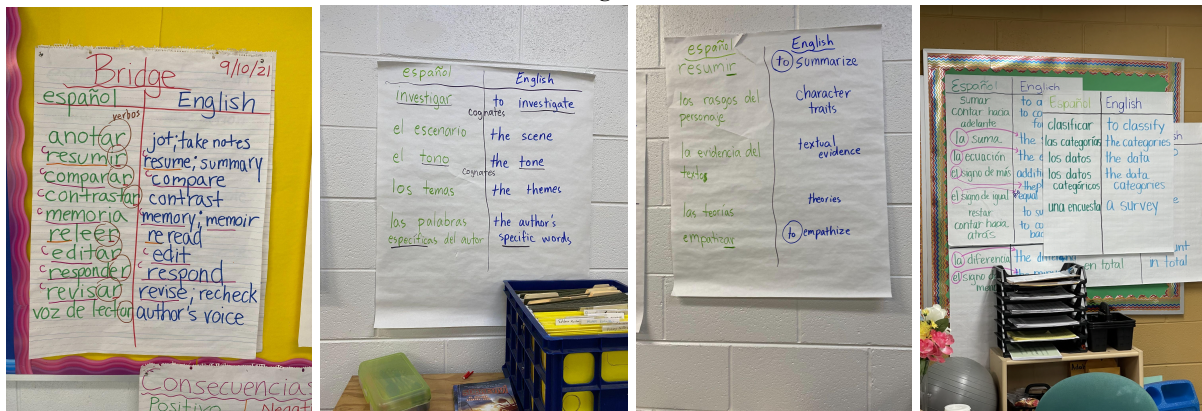 Bridge 9/10/21
español English
verbos
anotar jot; take notes
c resumir resume; summary
c comparar compare
c contrastar contrast
c memoria memory; memoir
releer reread
c editar edit
c responder respond
c revisar revise; recheck
voz de lector author's voice
Consecuencias
español English
investigar to investigate
cognates
el escenario the scene
el tono the tone
cognates
los temas the themes
las palabras the author's
específicas del autor specific words
español English
resumir to summarize
los rasgos del character
personaje traits
la evidencia del textual
texto evidence
las teorías theories
empatizar to empathize
Español English
sumar
contar hacia
adelante
la suma the
la ecuación the
el signo de más
el signo de igual equal
restar
contar hacia
atrás
la diferencia the
en total in total
Español English
clasificar to classify
las categorías the categories
los datos the data
los datos the data
categóricos categories
una encuesta a survey